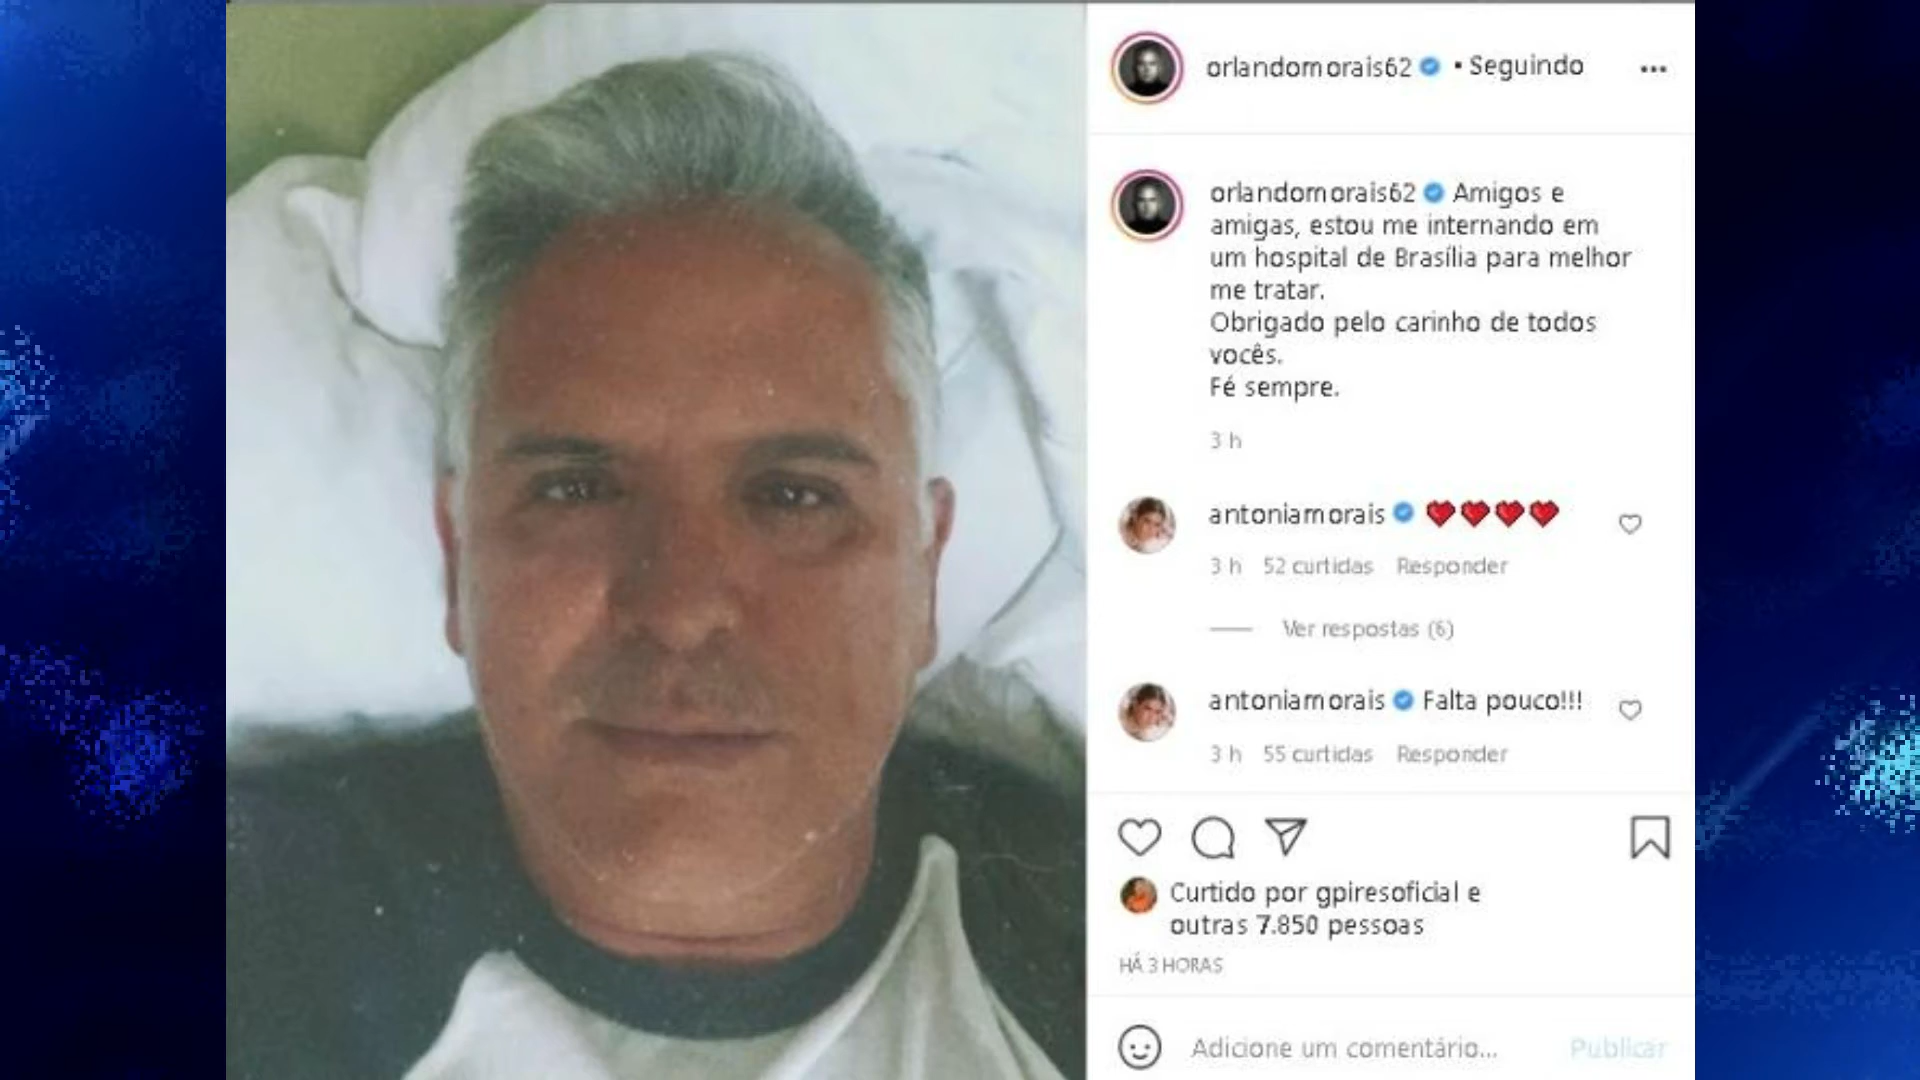 orlandomorais62 • Seguindo
orlandomorais62 Amigos e
amigas, estou me internando em
um hospital de Brasília para melhor
me tratar.
Obrigado pelo carinho de todos
vocês.
Fé sempre.
3 h
antoniamorais ❤❤❤❤
3 h 52 curtidas Responder
Ver respostas (6)
antoniamorais Falta pouco!!!
3 h 55 curtidas Responder
Curtido por gpiresoficial e
outras 7.850 pessoas
HÁ 3 HORAS
Adicione um comentário... Publicar